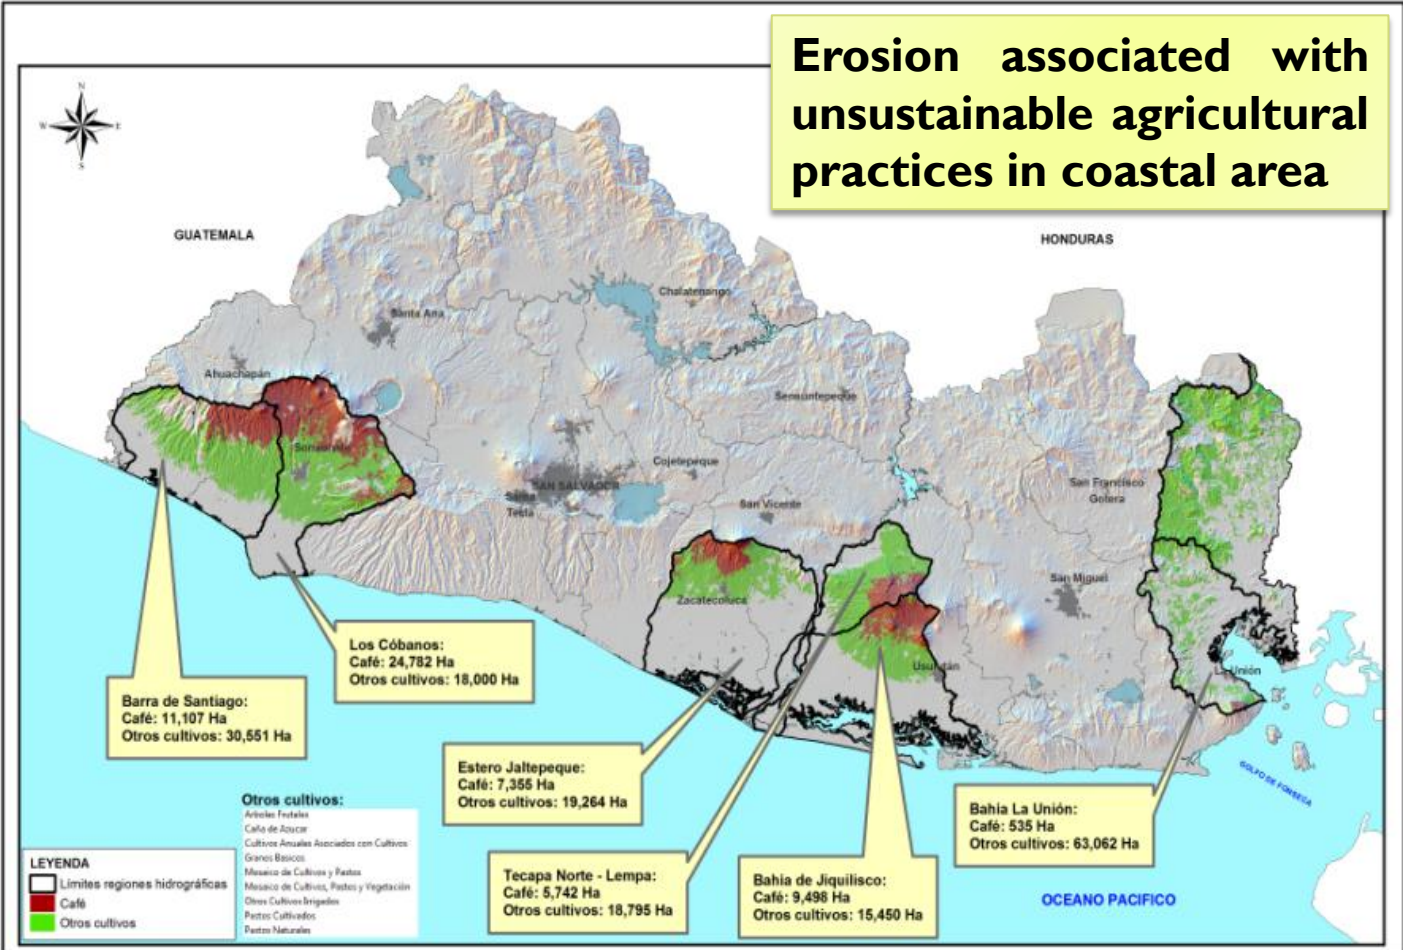 Erosion associated with
unsustainable agricultural
practices in coastal area
N
W
E
S
GUATEMALA
HONDURAS
Chalatenango
Santa Ana
Ahuachapán
Sensuntepeque
Sonsonate
Cojetepeque
SAN SALVADOR
San Francisco
Gotera
Santa
Tecla
San Vicente
San Miguel
Zacatecoluca
Usulután
Unión
Los Cóbanos:
Café: 24,782 Ha
Otros cultivos: 18,000 Ha
Barra de Santiago:
Café: 11,107 Ha
Otros cultivos: 30,551 Ha
Estero Jaltepeque:
Café: 7,355 Ha
Otros cultivos: 19,264 Ha
GOLFO DE FONSECA
Bahia La Unión:
Café: 535 Ha
Otros cultivos: 63,062 Ha
Tecapa Norte - Lempa:
Café: 5,742 Ha
Otros cultivos: 18,795 Ha
Bahia de Jiquilisco:
Café: 9,498 Ha
Otros cultivos: 15,450 Ha
OCEANO PACIFICO
Otros cultivos:
Arboles Frutales
Caña de Azucar
Cultivos Anuales Asociados con Cultivos
Granos Basicos
Mosaico de Cultivos y Pastos
Mosaico de Cultivos, Pastos y Vegetación
Otros Cultivos Irrigados
Pastos Cultivados
Pastos Naturales
LEYENDA
Límites regiones hidrográficas
Café
Otros cultivos